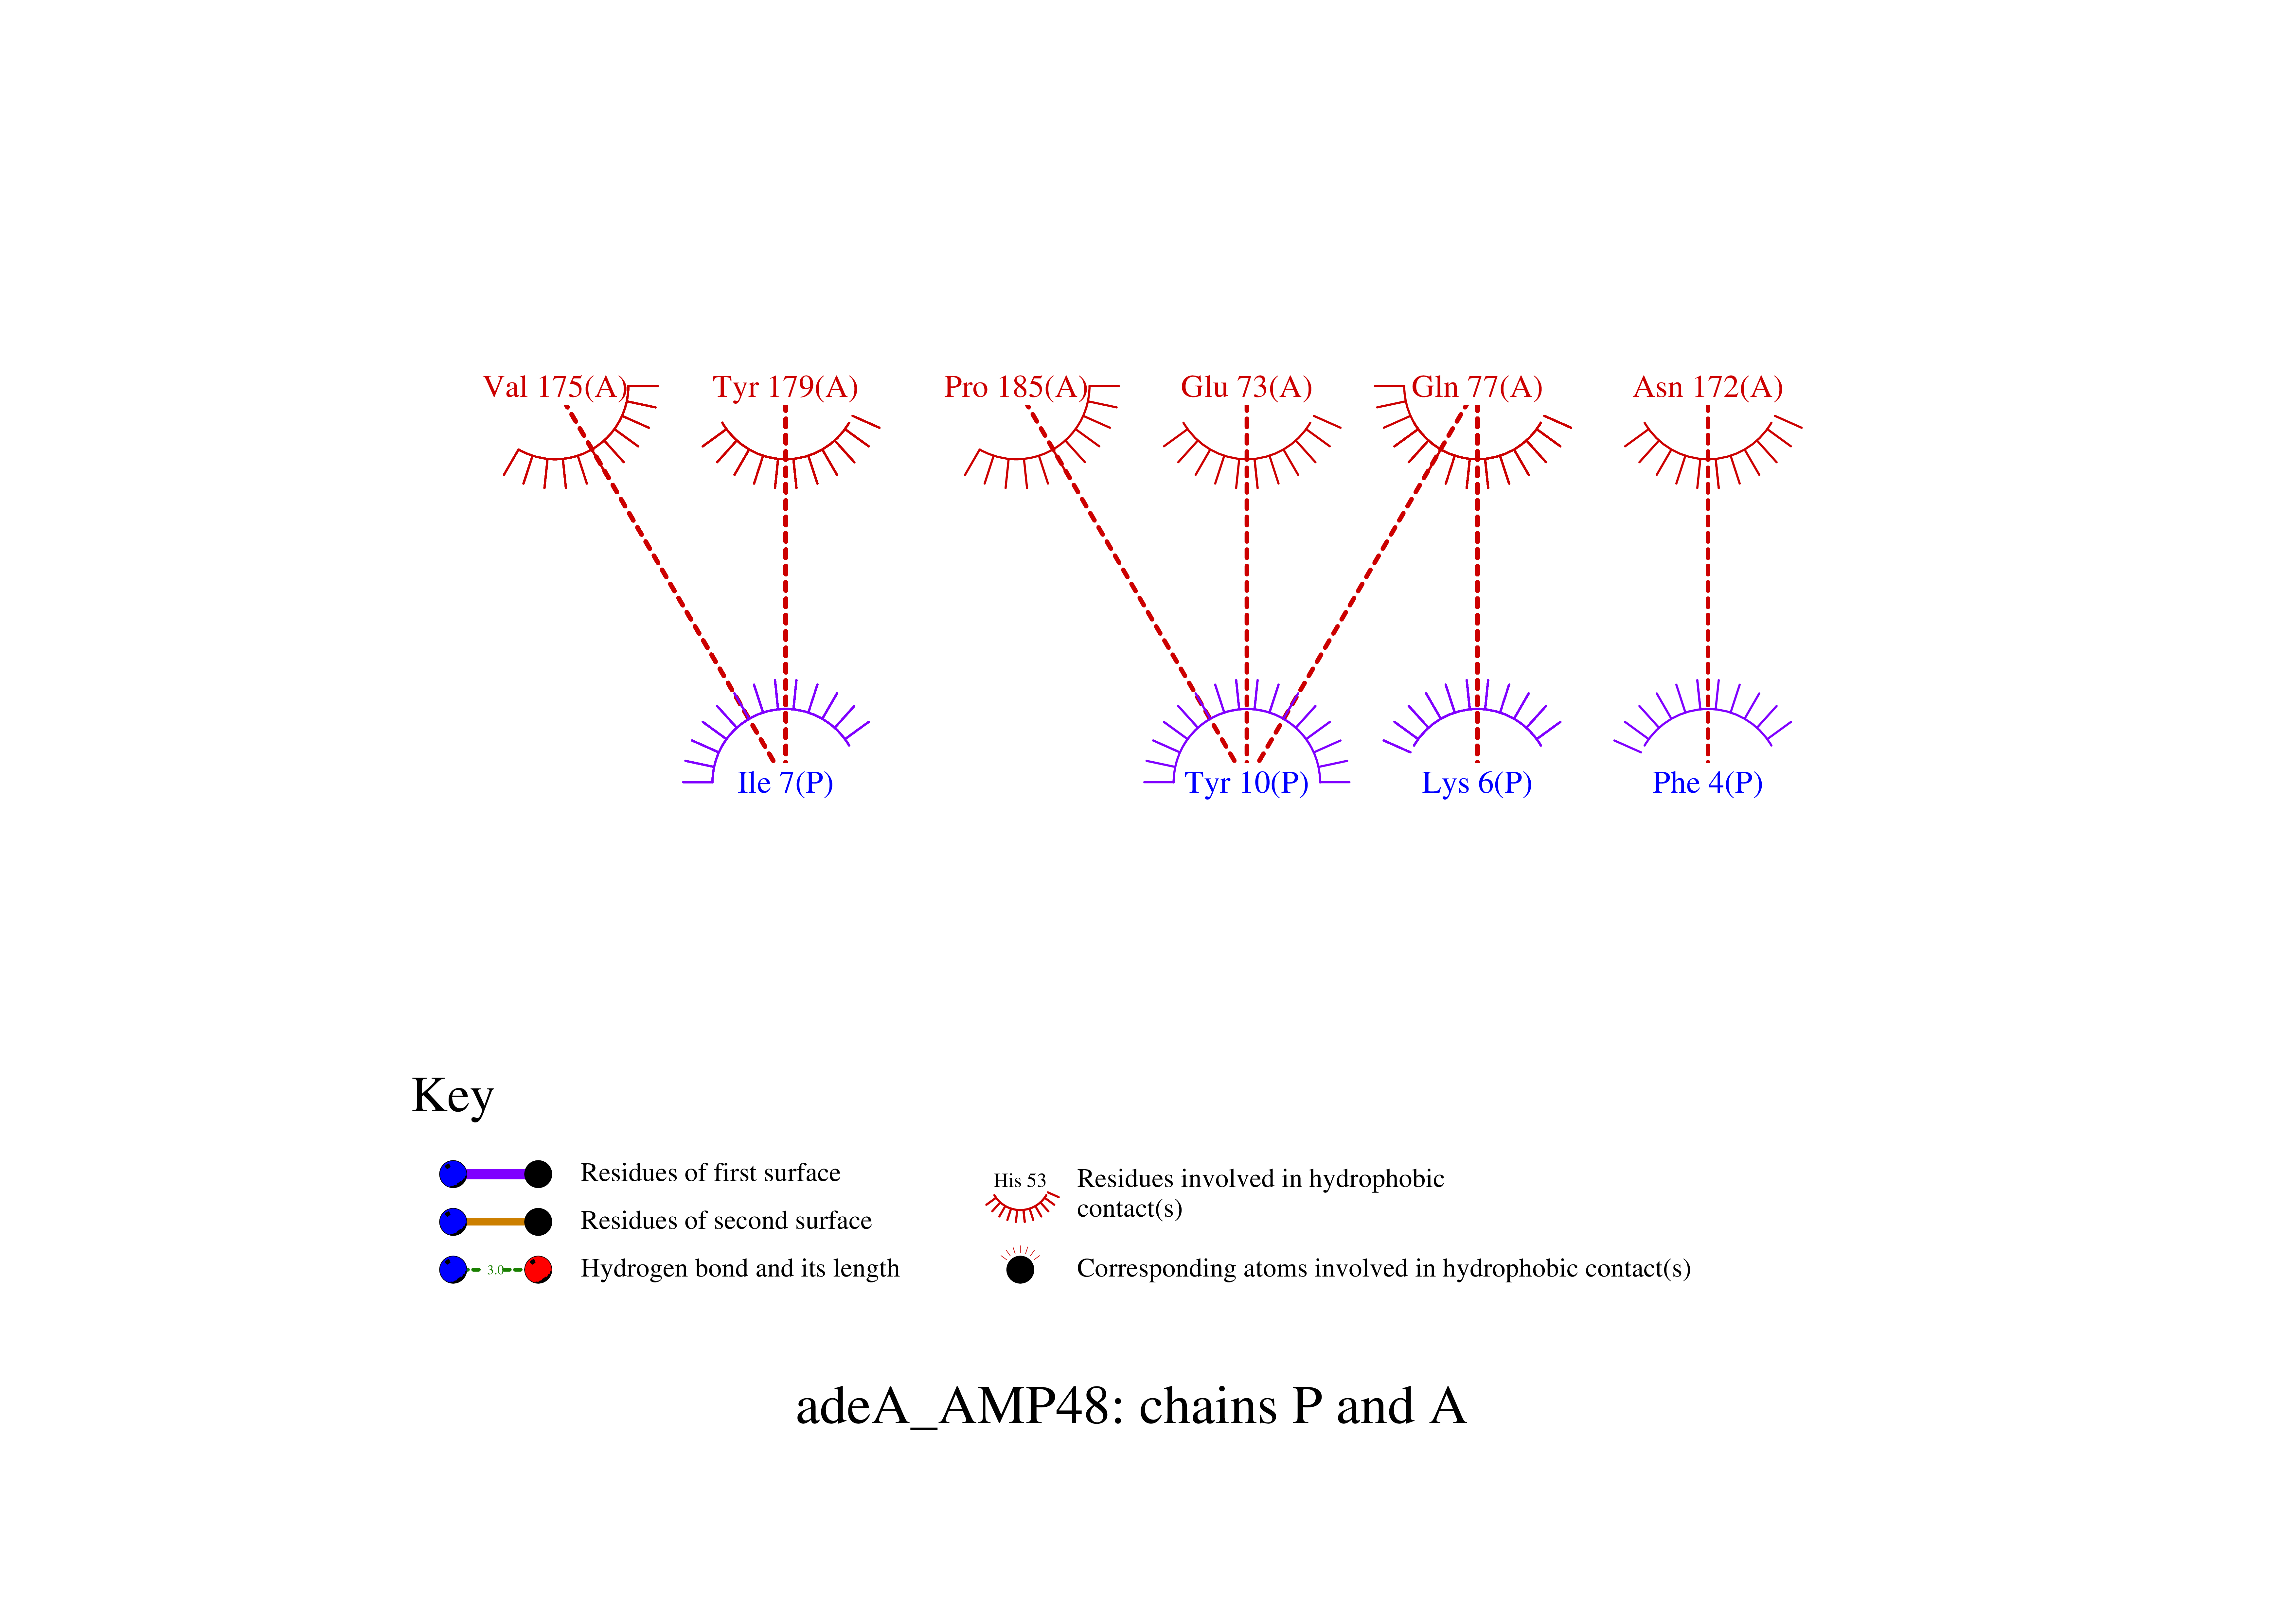 Val 175(A) Tyr 179(A) Pro 185(A) Glu 73(A) Gln 77(A) Asn 172(A)
Ile 7(P) Tyr 10(P) Lys 6(P) Phe 4(P)
Key
Residues of first surface
Residues of second surface
3.0 Hydrogen bond and its length
His 53 Residues involved in hydrophobic
contact(s)
Corresponding atoms involved in hydrophobic contact(s)
adeA_AMP48: chains P and A